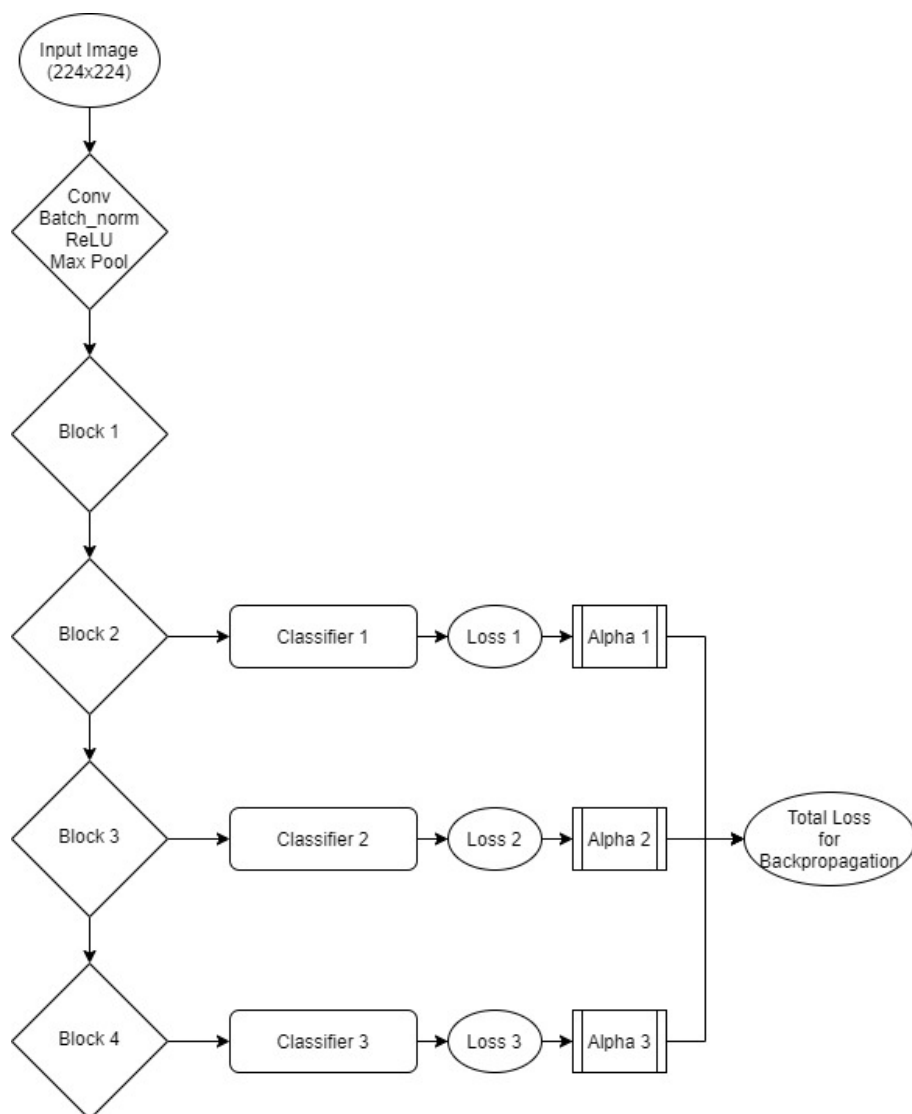 Input Image
(224x224)
Conv
Batch_norm
ReLU
Max Pool
Block 1
Block 2
Classifier 1
Loss 1
Alpha 1
Block 3
Classifier 2
Loss 2
Alpha 2
Total Loss
for
Backpropagation
Block 4
Classifier 3
Loss 3
Alpha 3